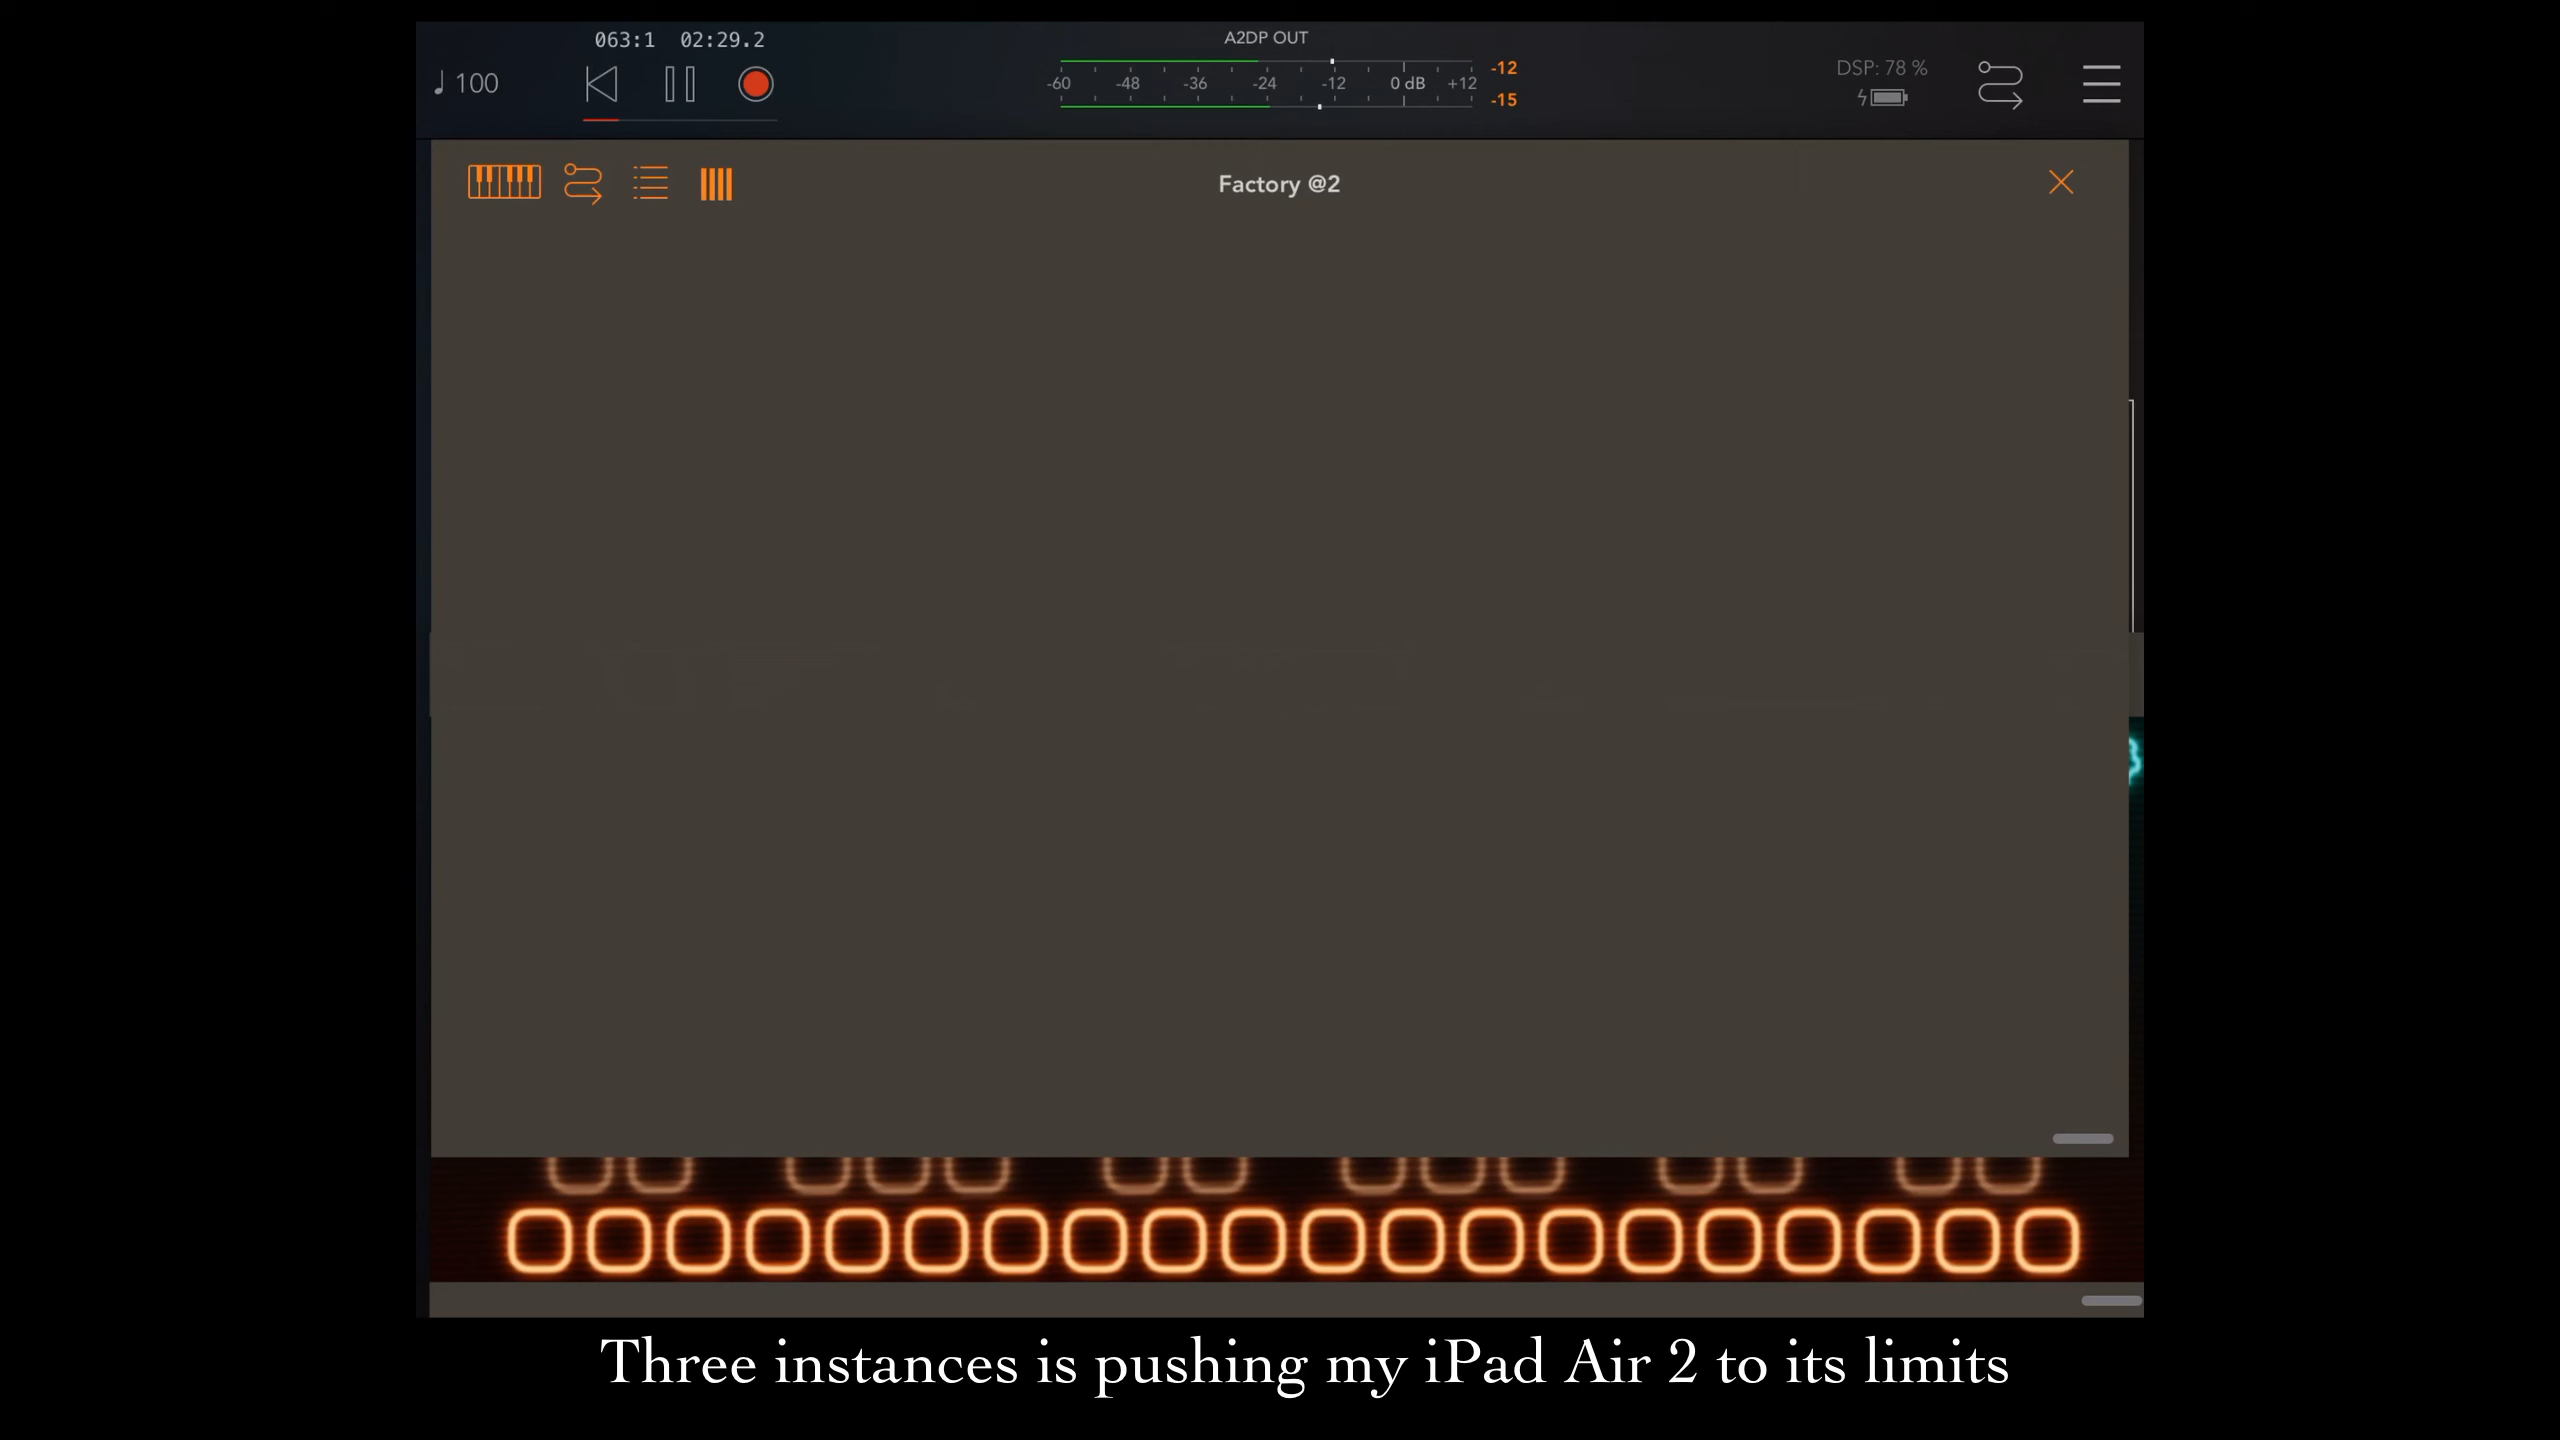 063:1 02:29.2
A2DP OUT
♩ 100
-60 -48 -36 -24 -12 0 dB +12
-12
-15
DSP: 78 %
Factory @2
Three instances is pushing my iPad Air 2 to its limits